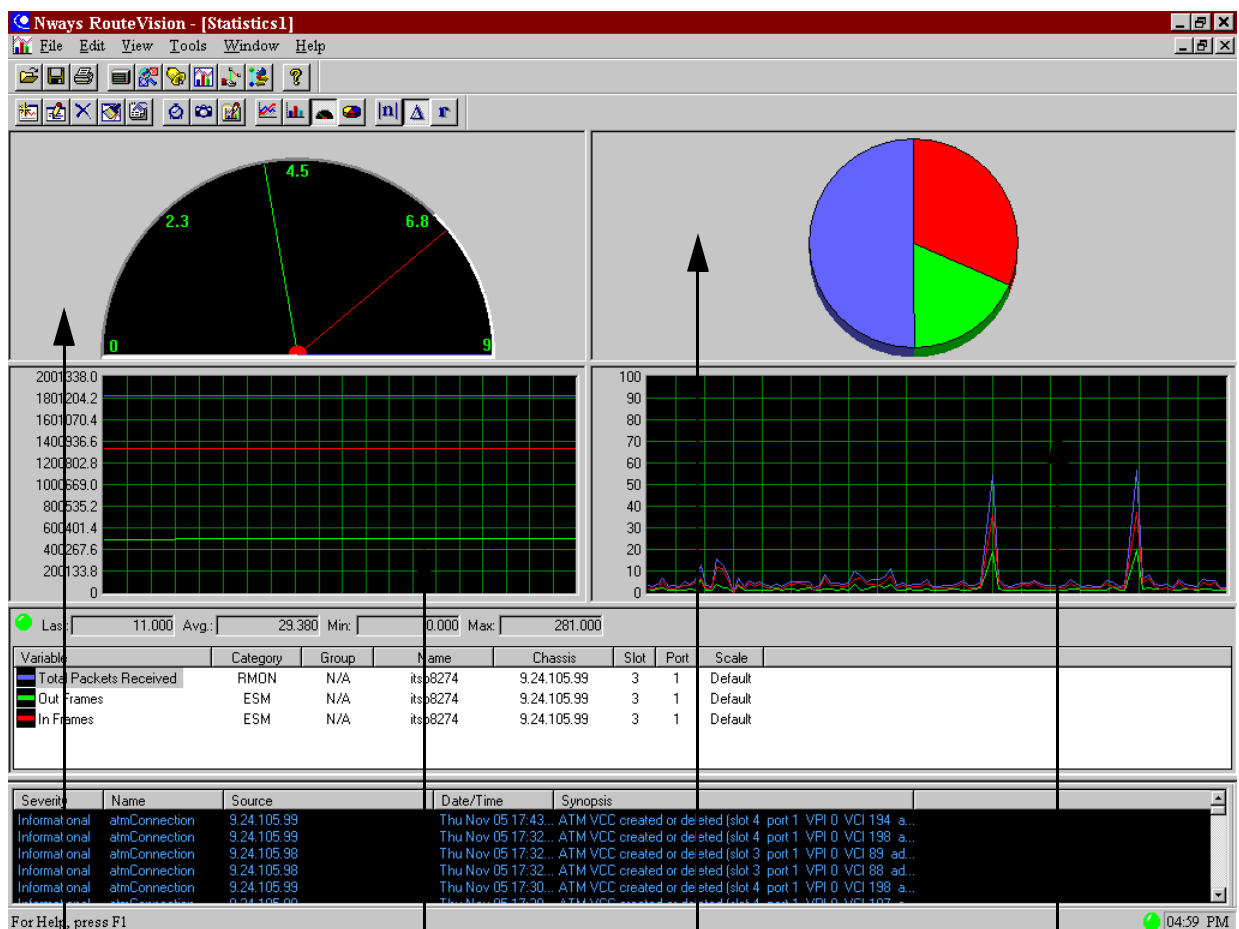 Nways RouteVision - [Statistics1]
File Edit View Tools Window Help
|n| Δ r
4.5
2.3 6.8
0 9
2001338.0
1801204.2
1601070.4
1400936.6
1200802.8
1000669.0
800535.2
600401.4
400267.6
200133.8
0
100
90
80
70
60
50
40
30
20
10
0
Last: 11.000 Avg.: 29.380 Min: 0.000 Max: 281.000
Variable Category Group Name Chassis Slot Port Scale
Total Packets Received RMON N/A itso8274 9.24.105.99 3 1 Default
Out Frames ESM N/A itso8274 9.24.105.99 3 1 Default
In Frames ESM N/A itso8274 9.24.105.99 3 1 Default
Severity Name Source Date/Time Synopsis
Informational atmConnection 9.24.105.99 Thu Nov 05 17:43... ATM VCC created or deleted (slot 4 port 1 VPI 0 VCI 194 a...
Informational atmConnection 9.24.105.99 Thu Nov 05 17:32... ATM VCC created or deleted (slot 4 port 1 VPI 0 VCI 198 a...
Informational atmConnection 9.24.105.98 Thu Nov 05 17:32... ATM VCC created or deleted (slot 3 port 1 VPI 0 VCI 89 ad...
Informational atmConnection 9.24.105.98 Thu Nov 05 17:32... ATM VCC created or deleted (slot 3 port 1 VPI 0 VCI 88 ad...
Informational atmConnection 9.24.105.99 Thu Nov 05 17:30... ATM VCC created or deleted (slot 4 port 1 VPI 0 VCI 198 a...
For Help, press F1 04:59 PM